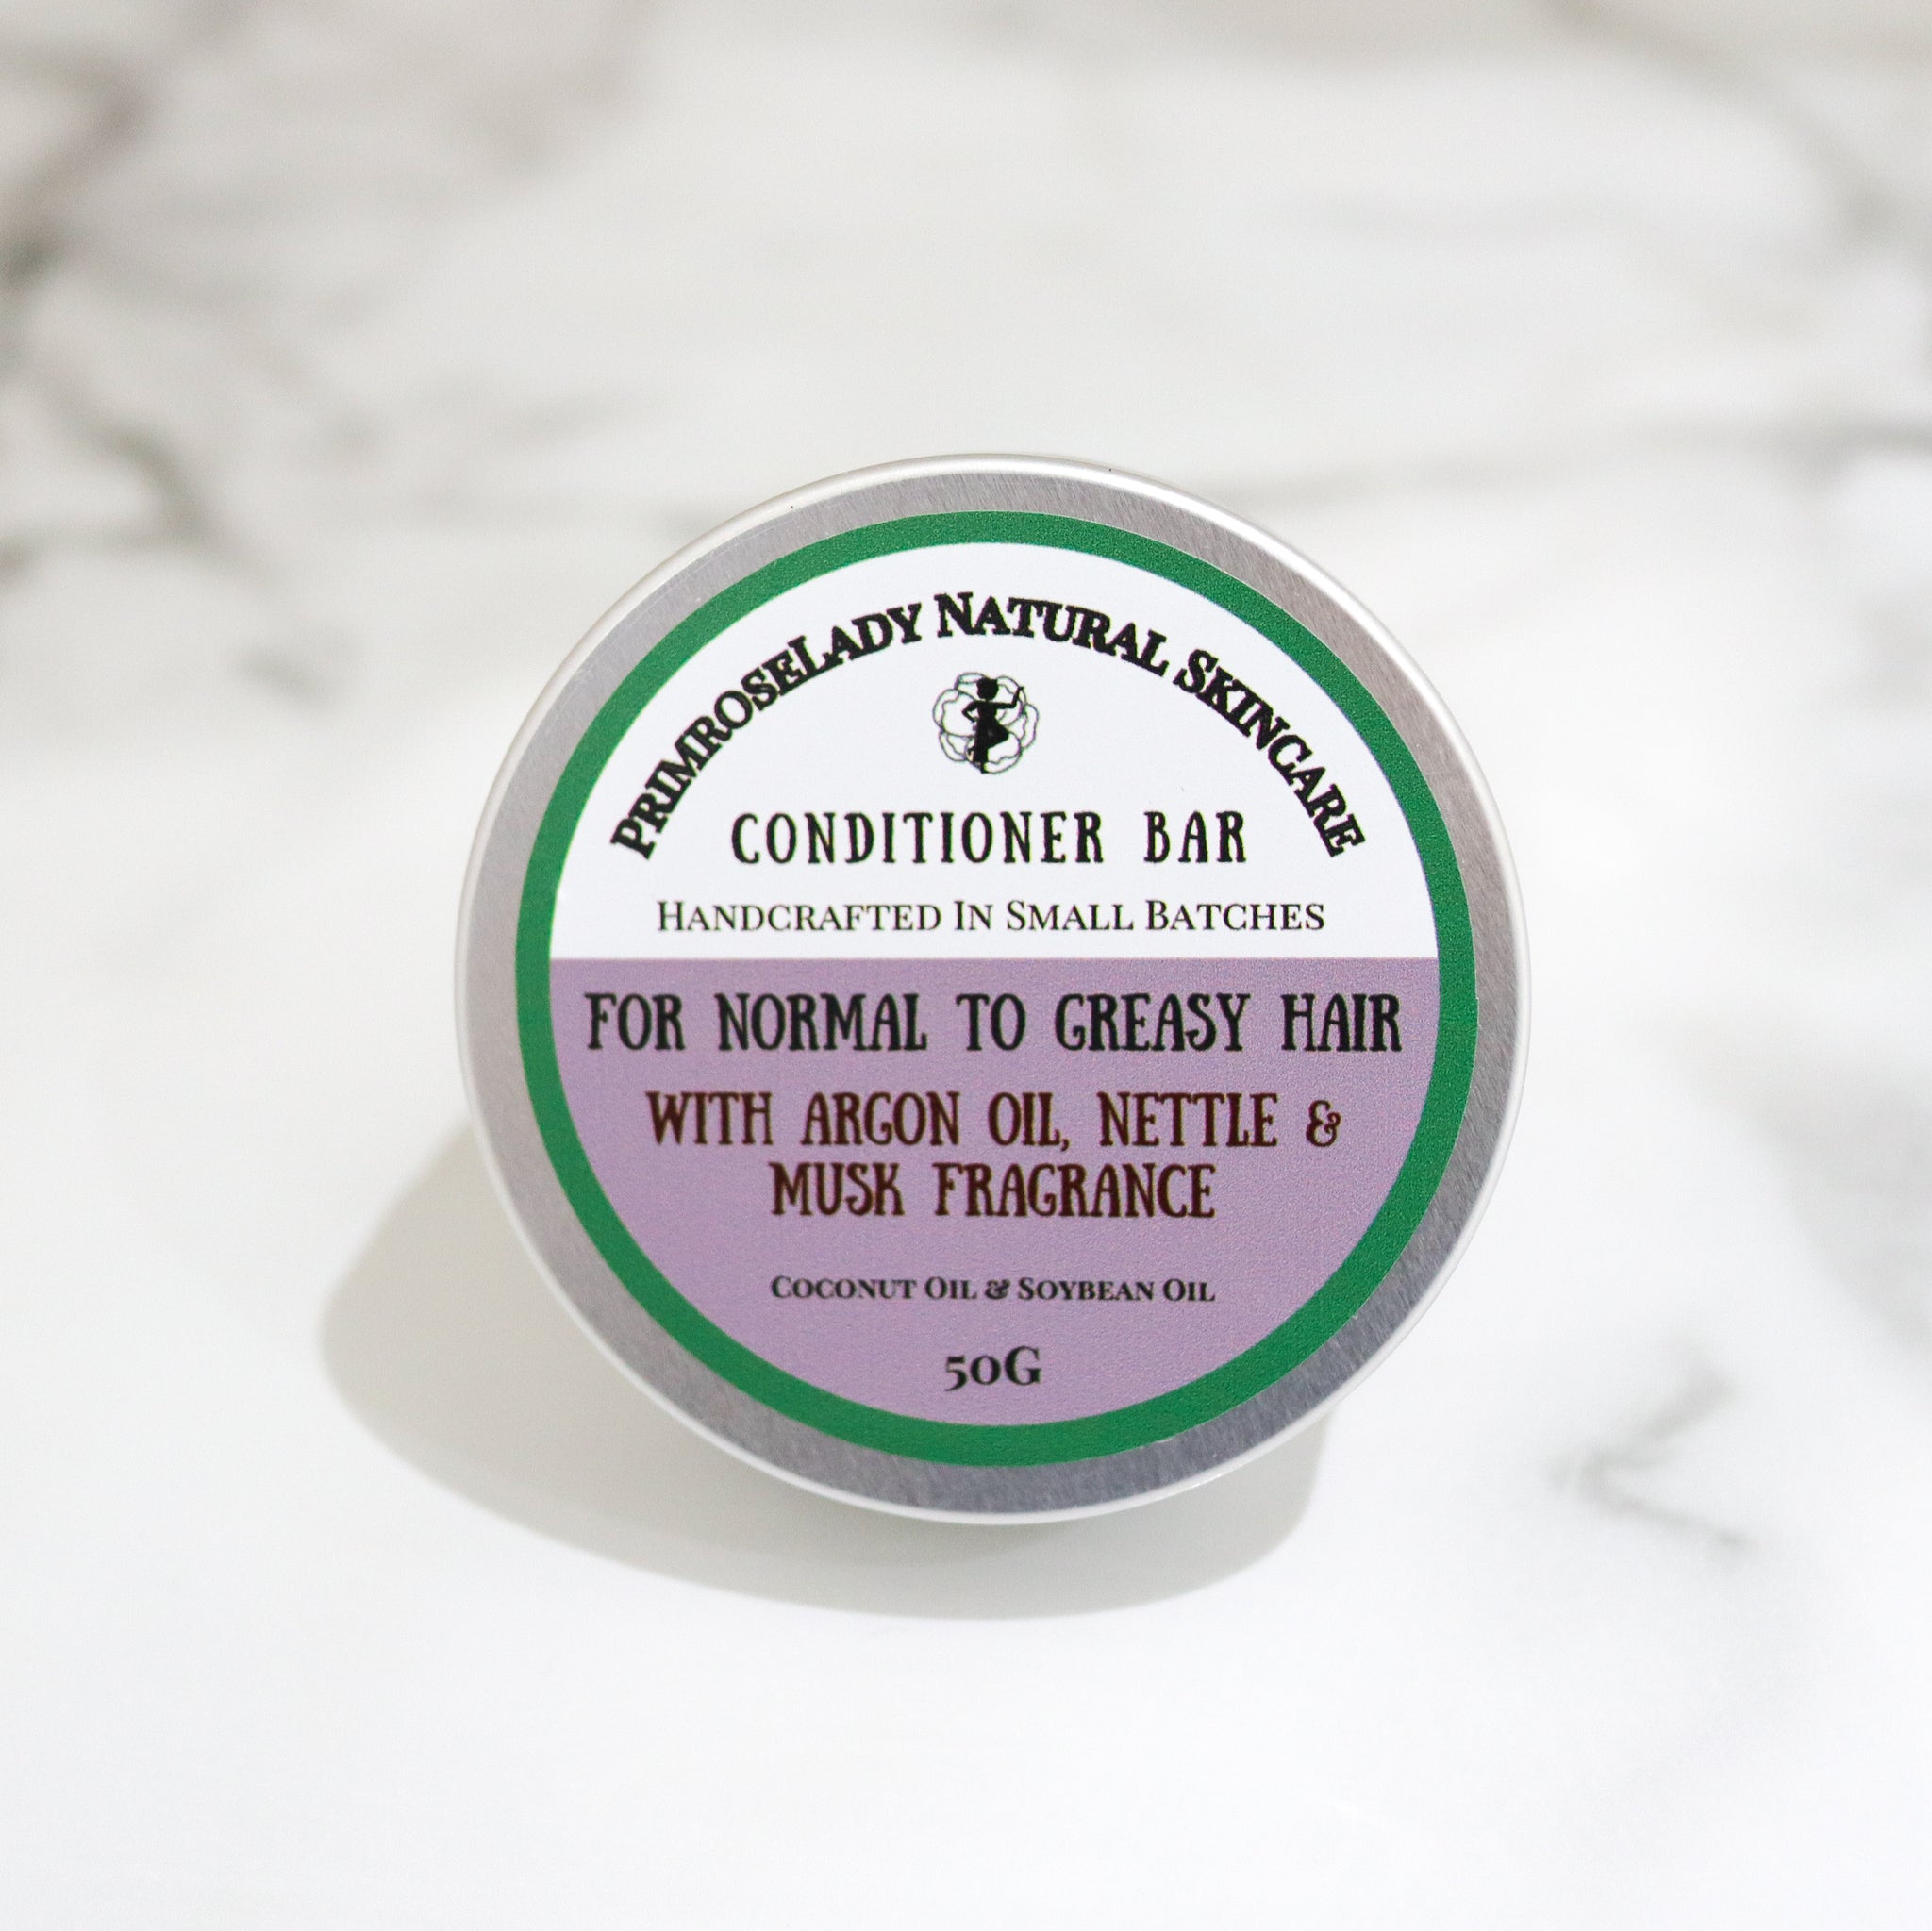 PrimroseLady Natural Skincare
CONDITIONER BAR
Handcrafted In Small Batches
FOR NORMAL TO GREASY HAIR
WITH ARGON OIL, NETTLE &
MUSK FRAGRANCE
Coconut Oil & Soybean Oil
50G